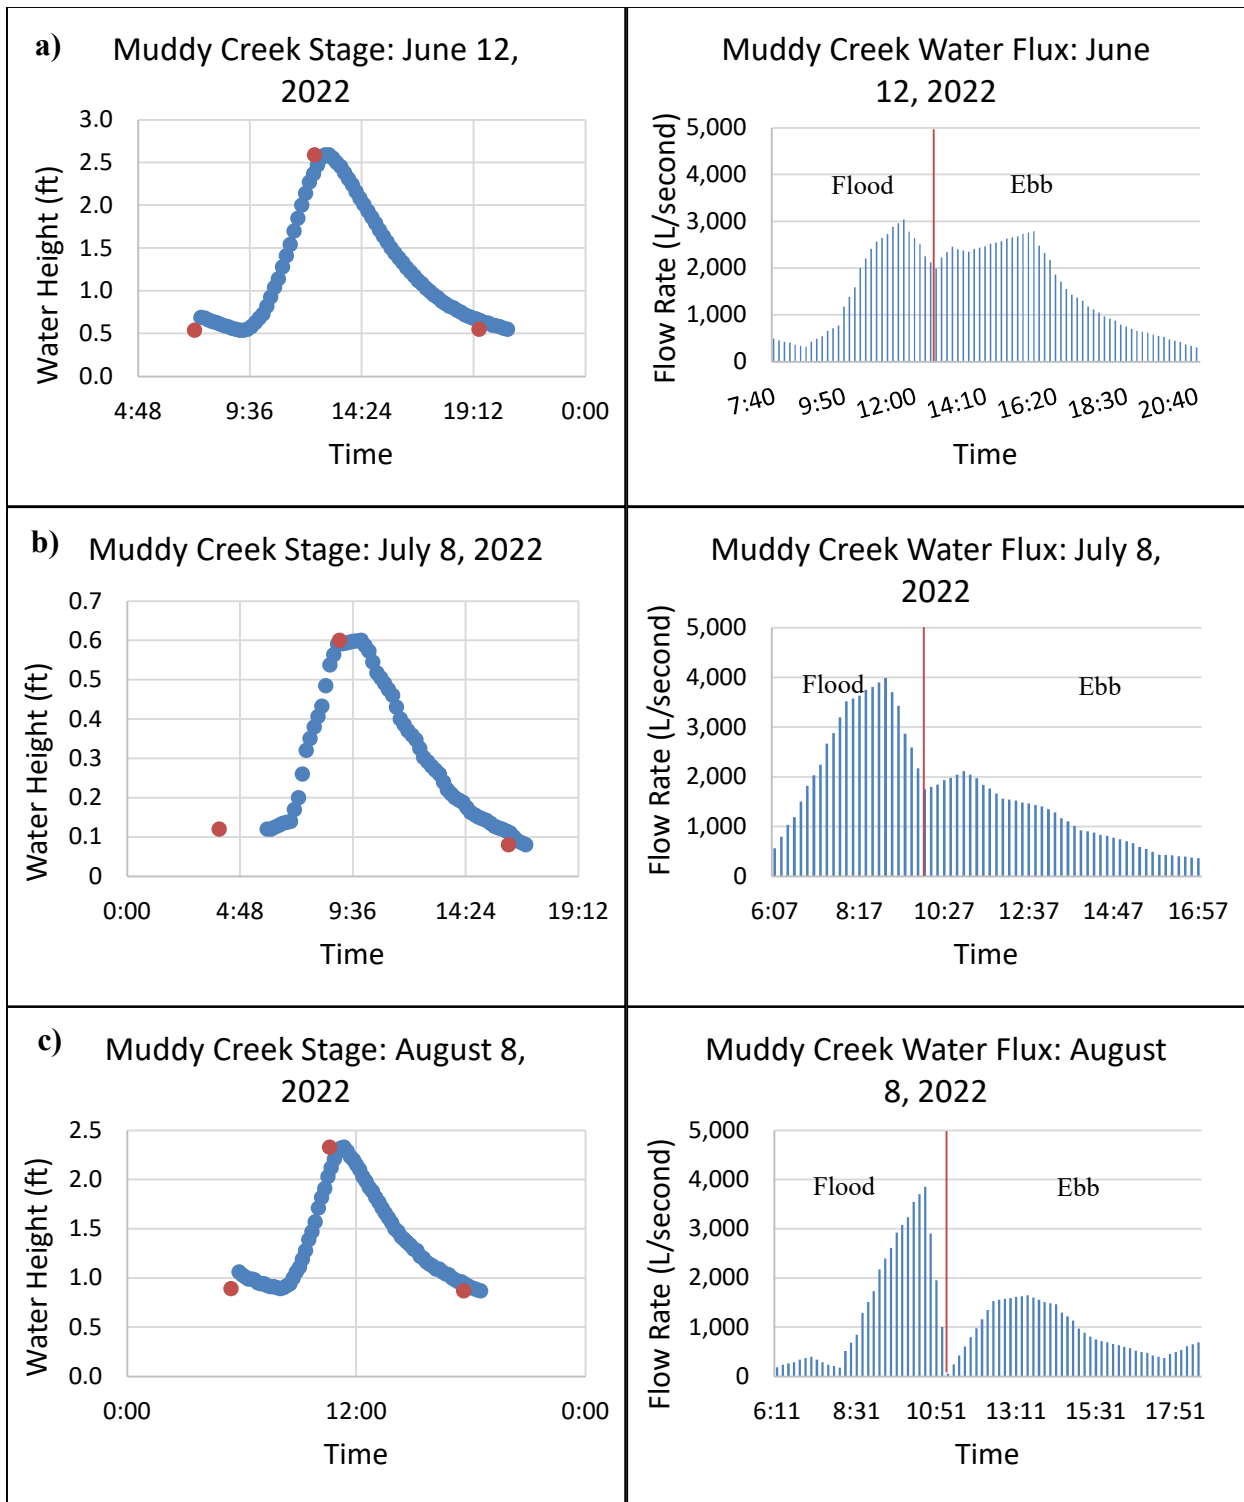 a)
Muddy Creek Stage: June 12,
2022
Water Height (ft)
3.0
2.5
2.0
1.5
1.0
0.5
0.0
4:48 9:36 14:24 19:12 0:00
Time
Muddy Creek Water Flux: June
12, 2022
Flow Rate (L/second)
5,000
4,000
3,000
2,000
1,000
0
Flood Ebb
7:40 9:50 12:00 14:10 16:20 18:30 20:40
Time
b)
Muddy Creek Stage: July 8, 2022
Water Height (ft)
0.7
0.6
0.5
0.4
0.3
0.2
0.1
0
0:00 4:48 9:36 14:24 19:12
Time
Muddy Creek Water Flux: July 8,
2022
Flow Rate (L/second)
5,000
4,000
3,000
2,000
1,000
0
Flood Ebb
6:07 8:17 10:27 12:37 14:47 16:57
Time
c)
Muddy Creek Stage: August 8,
2022
Water Height (ft)
2.5
2.0
1.5
1.0
0.5
0.0
0:00 12:00 0:00
Time
Muddy Creek Water Flux: August
8, 2022
Flow Rate (L/second)
5,000
4,000
3,000
2,000
1,000
0
Flood Ebb
6:11 8:31 10:51 13:11 15:31 17:51
Time